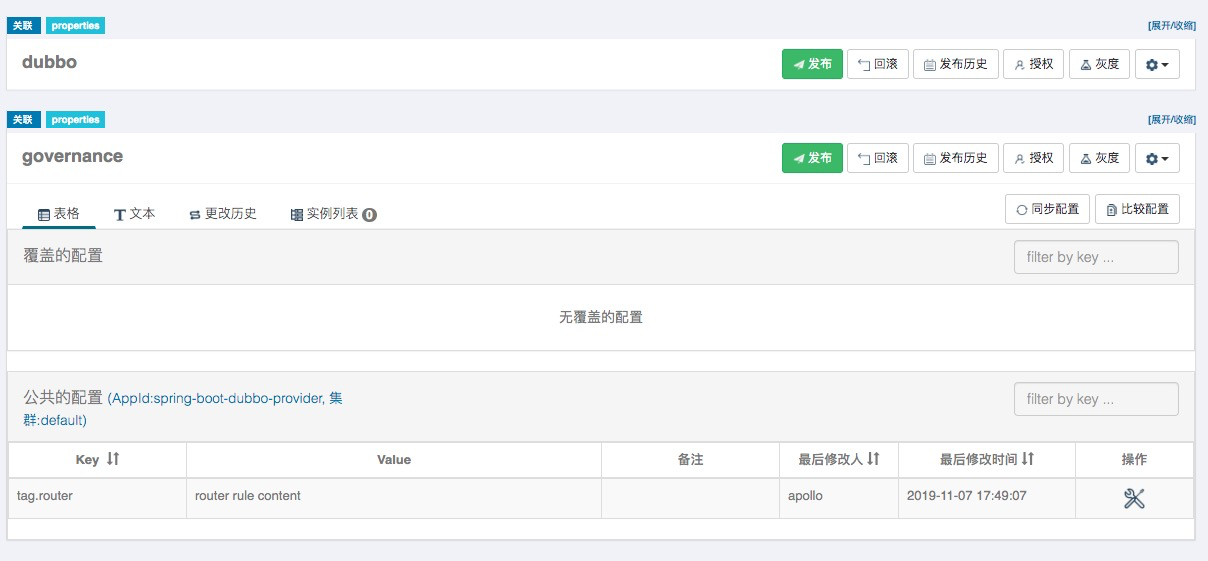 关联 properties [展开/收缩]
dubbo 发布 回滚 发布历史 授权 灰度
关联 properties [展开/收缩]
governance 发布 回滚 发布历史 授权 灰度
表格 文本 更改历史 实例列表 0 同步配置 比较配置
覆盖的配置 filter by key ...
无覆盖的配置
公共的配置 (AppId:spring-boot-dubbo-provider, 集 filter by key ...
群:default)
Key Value 备注 最后修改人 最后修改时间 操作
tag.router router rule content apollo 2019-11-07 17:49:07